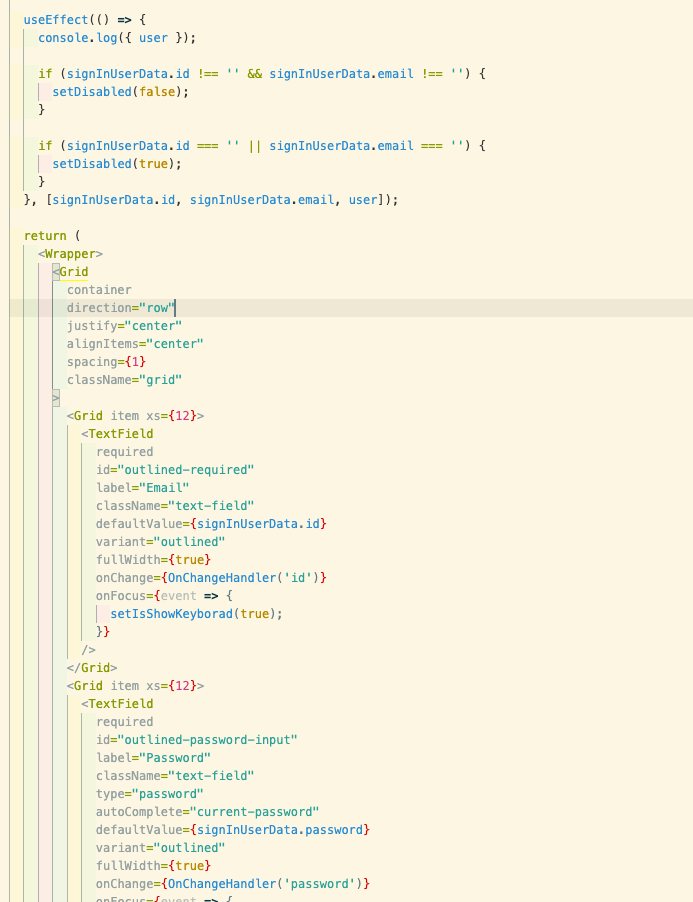 useEffect(() => {
console.log({ user });
if (signInUserData.id !== '' && signInUserData.email !== '') {
setDisabled(false);
}
if (signInUserData.id === '' || signInUserData.email === '') {
setDisabled(true);
}
}, [signInUserData.id, signInUserData.email, user]);
return (
<Wrapper>
<Grid
container
direction="row"
justify="center"
alignItems="center"
spacing={1}
className="grid"
>
<Grid item xs={12}>
<TextField
required
id="outlined-required"
label="Email"
className="text-field"
defaultValue={signInUserData.id}
variant="outlined"
fullWidth={true}
onChange={OnChangeHandler('id')}
onFocus={event => {
setIsShowKeyborad(true);
}}
/>
</Grid>
<Grid item xs={12}>
<TextField
required
id="outlined-password-input"
label="Password"
className="text-field"
type="password"
autoComplete="current-password"
defaultValue={signInUserData.password}
variant="outlined"
fullWidth={true}
onChange={OnChangeHandler('password')}
onFocus={event => {